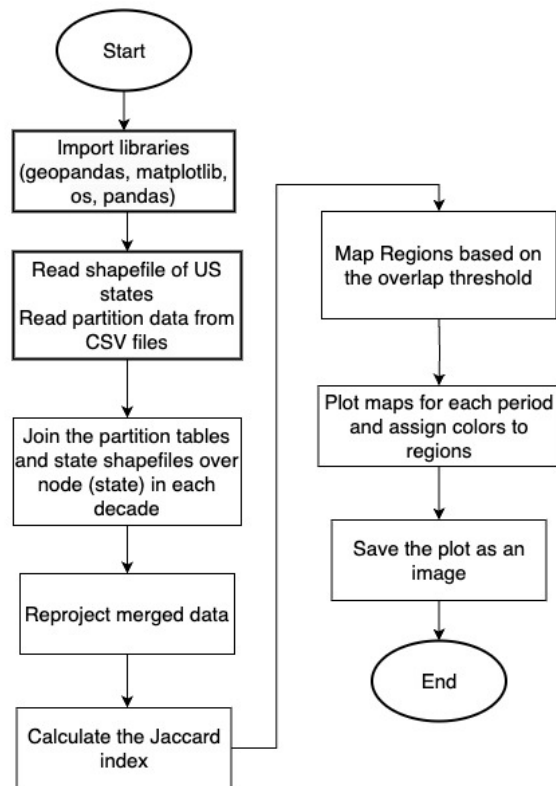 Start
Import libraries
(geopandas, matplotlib,
os, pandas)
Read shapefile of US
states
Read partition data from
CSV files
Join the partition tables
and state shapefiles over
node (state) in each
decade
Reproject merged data
Calculate the Jaccard
index
Map Regions based on
the overlap threshold
Plot maps for each period
and assign colors to
regions
Save the plot as an
image
End